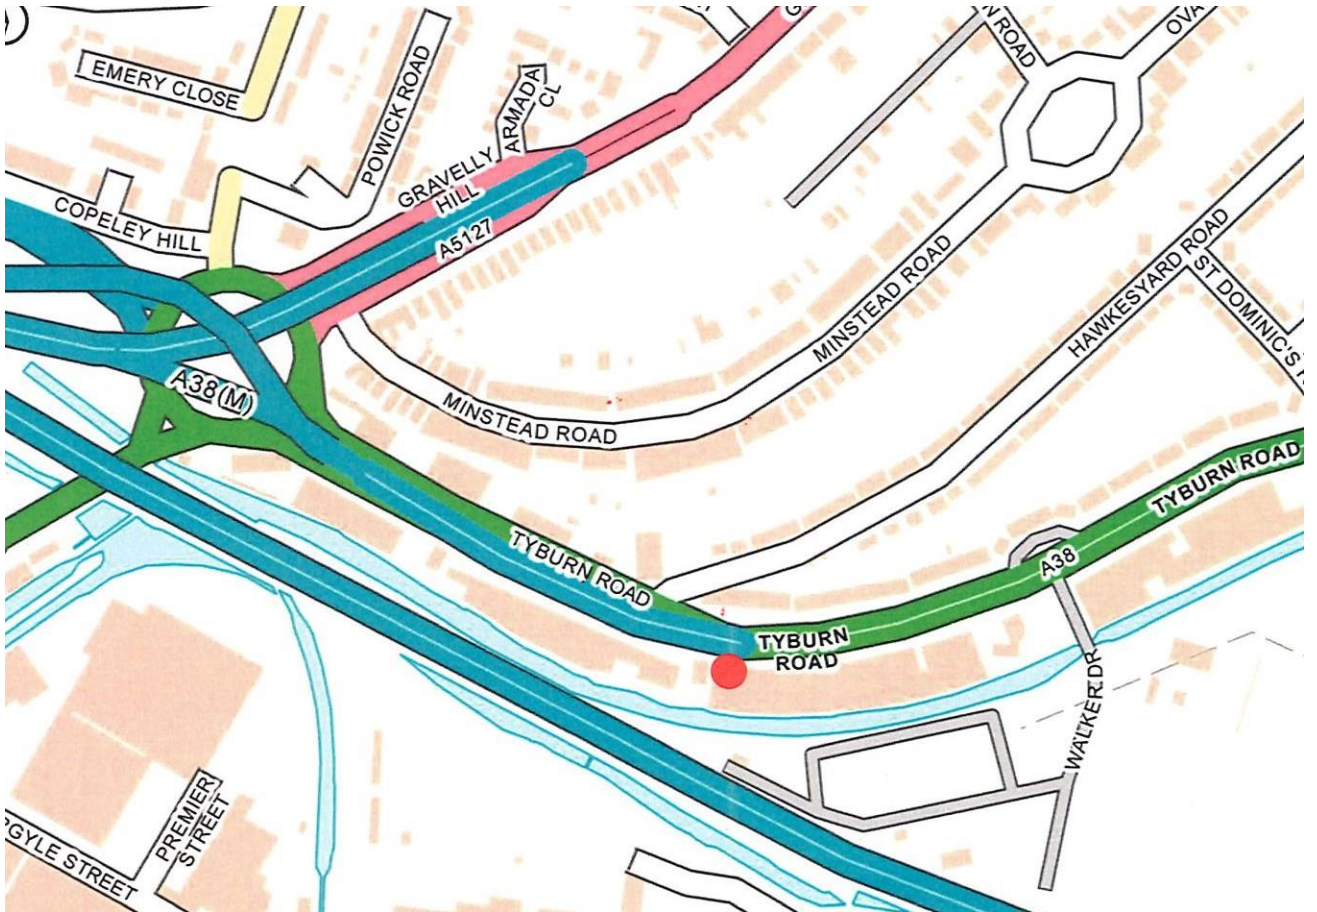 EMERY CLOSE
POWICK ROAD
ARMADA
CL
N ROAD
OVA
GRAVELLY
HILL
A5127
COPELEY HILL
A38(M)
MINSTEAD ROAD
MINSTEAD ROAD
HAWKESYARD ROAD
ST DOMINIC'S
TYBURN ROAD
TYBURN ROAD
A38
TYBURN
ROAD
WALKER DR
PREMIER
STREET
RGYLE STREET